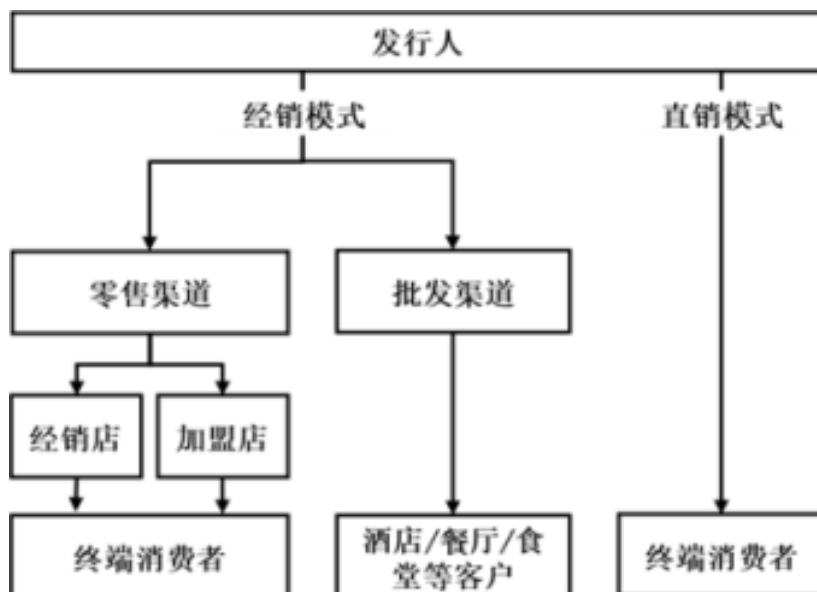 发行人
经销模式
直销模式
零售渠道
批发渠道
经销店
加盟店
终端消费者
酒店/餐厅/食
堂等客户
终端消费者